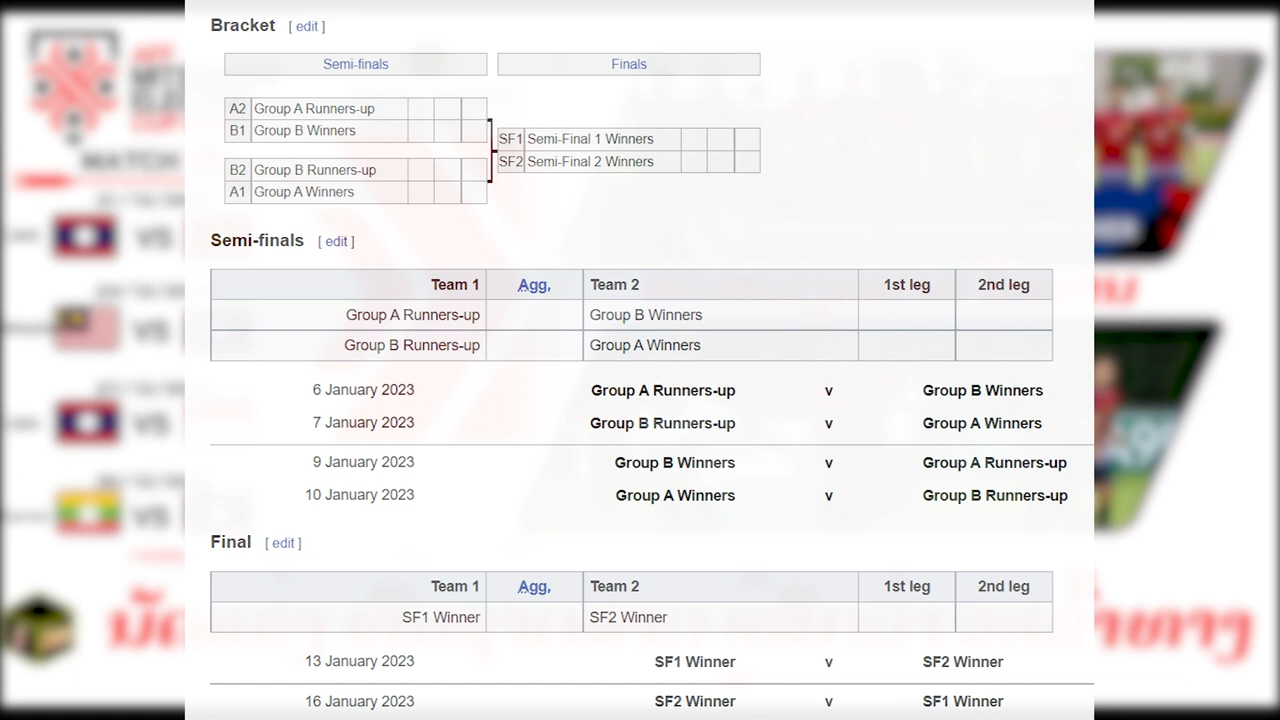 Bracket [ edit ]
Semi-finals Finals
A2 Group A Runners-up
B1 Group B Winners
SF1 Semi-Final 1 Winners
SF2 Semi-Final 2 Winners
B2 Group B Runners-up
A1 Group A Winners
Semi-finals [ edit ]
Team 1 Agg. Team 2 1st leg 2nd leg
Group A Runners-up Group B Winners
Group B Runners-up Group A Winners
6 January 2023 Group A Runners-up v Group B Winners
7 January 2023 Group B Runners-up v Group A Winners
9 January 2023 Group B Winners v Group A Runners-up
10 January 2023 Group A Winners v Group B Runners-up
Final [ edit ]
Team 1 Agg. Team 2 1st leg 2nd leg
SF1 Winner SF2 Winner
13 January 2023 SF1 Winner v SF2 Winner
16 January 2023 SF2 Winner v SF1 Winner
MATCH
VS
VS
VS
VS